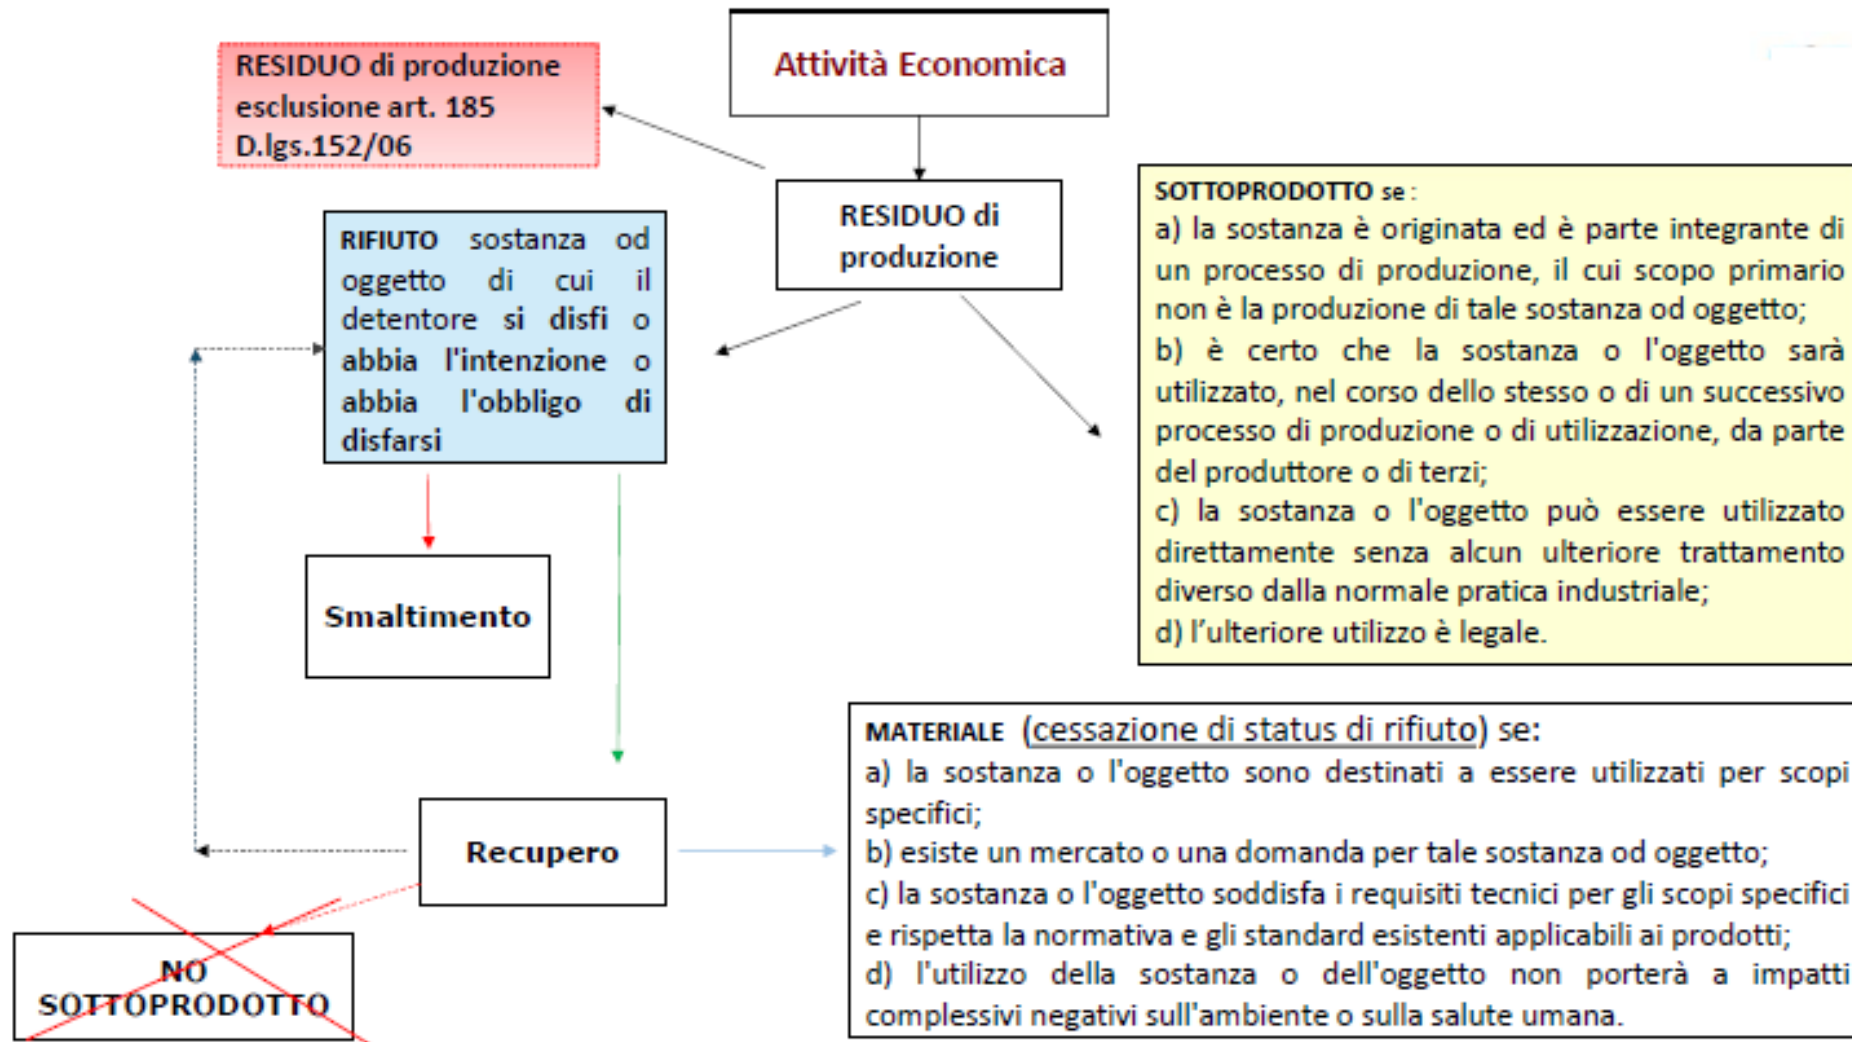 Attività Economica
RESIDUO di produzione
esclusione art. 185
D.lgs.152/06
RESIDUO di
produzione
RIFIUTO sostanza od
oggetto di cui il
detentore si disfi o
abbia l'intenzione o
abbia l'obbligo di
disfarsi
SOTTOPRODOTTO se :
a) la sostanza è originata ed è parte integrante di
un processo di produzione, il cui scopo primario
non è la produzione di tale sostanza od oggetto;
b) è certo che la sostanza o l'oggetto sarà
utilizzato, nel corso dello stesso o di un successivo
processo di produzione o di utilizzazione, da parte
del produttore o di terzi;
c) la sostanza o l'oggetto può essere utilizzato
direttamente senza alcun ulteriore trattamento
diverso dalla normale pratica industriale;
d) l’ulteriore utilizzo è legale.
Smaltimento
Recupero
MATERIALE (cessazione di status di rifiuto) se:
a) la sostanza o l'oggetto sono destinati a essere utilizzati per scopi
specifici;
b) esiste un mercato o una domanda per tale sostanza od oggetto;
c) la sostanza o l'oggetto soddisfa i requisiti tecnici per gli scopi specifici
e rispetta la normativa e gli standard esistenti applicabili ai prodotti;
d) l'utilizzo della sostanza o dell'oggetto non porterà a impatti
complessivi negativi sull'ambiente o sulla salute umana.
NO
SOTTOPRODOTTO